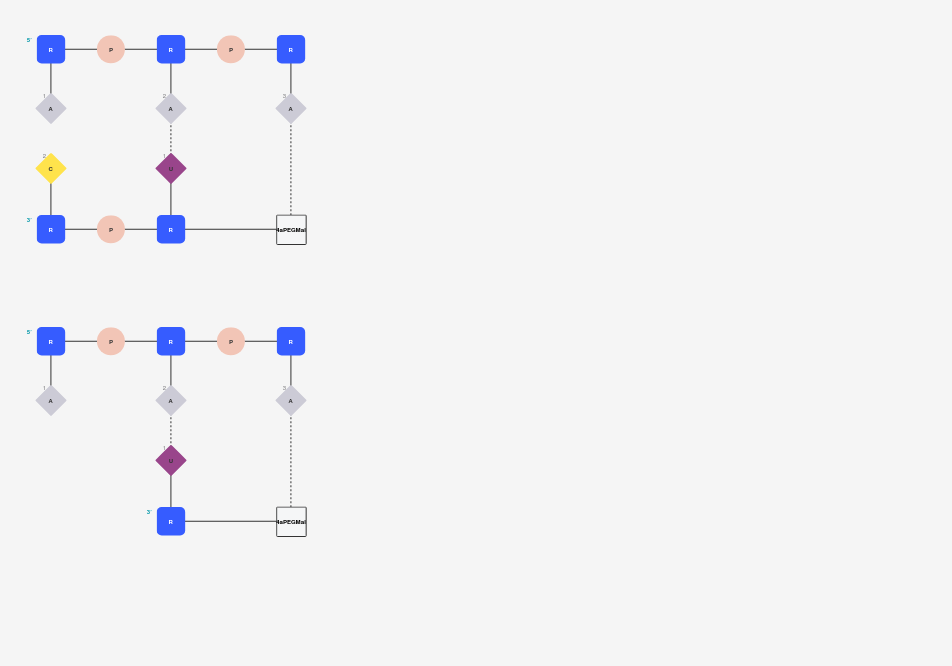 5' R P R P R
1 2 3
A A A
2 1
C U
3' R P R 4aPEGMal
5' R P R P R
1 2 3
A A A
1
U
3' R 4aPEGMal